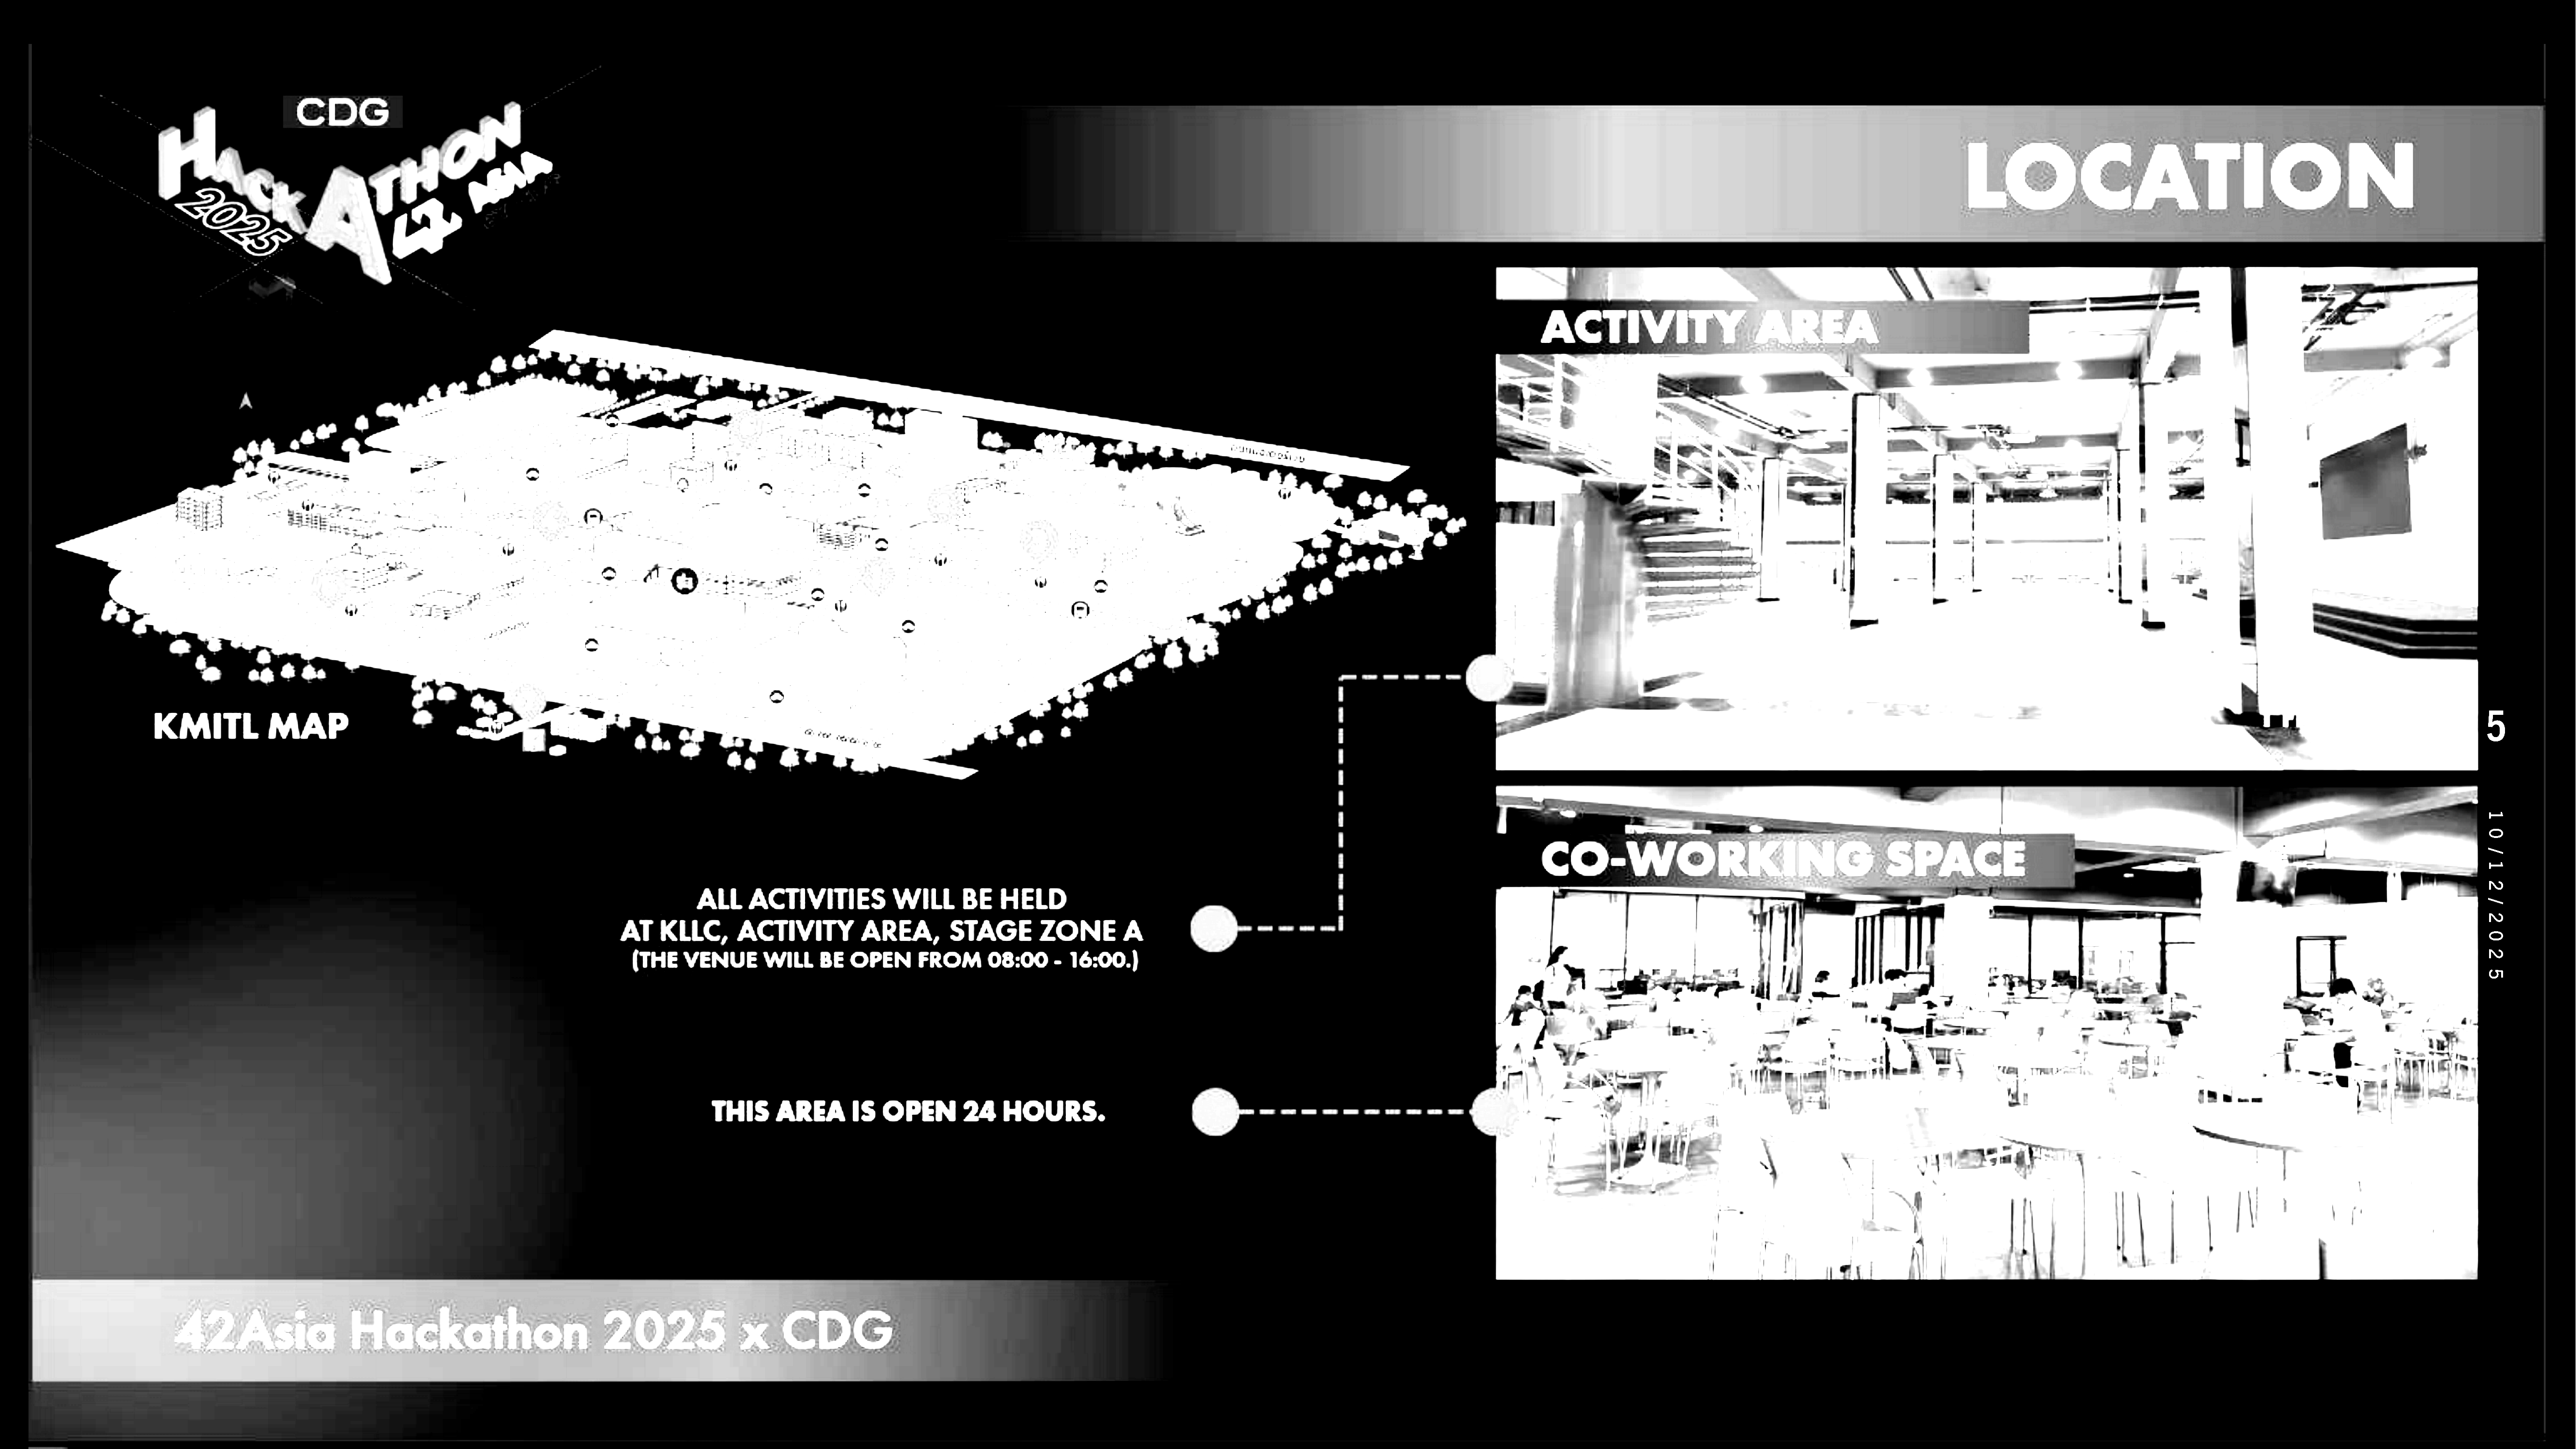 CDG
HACKATHON
2025
42 ASIA
LOCATION
ACTIVITY AREA
KMITL MAP
5
10/12/2025
CO-WORKING SPACE
ALL ACTIVITIES WILL BE HELD
AT KLLC, ACTIVITY AREA, STAGE ZONE A
(THE VENUE WILL BE OPEN FROM 08:00 - 16:00.)
THIS AREA IS OPEN 24 HOURS.
42Asia Hackathon 2025 x CDG